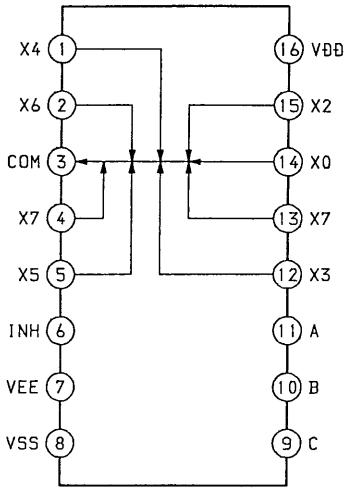 X4 1 16 VDD
X6 2 15 X2
COM 3 14 X0
X7 4 13 X7
X5 5 12 X3
INH 6 11 A
VEE 7 10 B
VSS 8 9 C